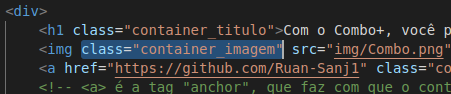 <div>
<h1 class="container_titulo">Com o Combo+, você p
<img class="container_imagem" src="img/Combo.png"
<a href="https://github.com/Ruan-Sanj1" class="co
<!-- <a> é a tag "anchor", que faz com que o cont